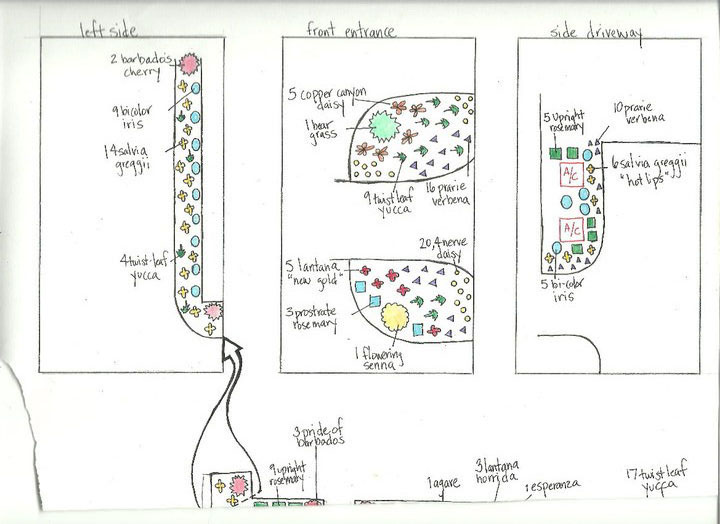 left side
2 barbados
cherry
9 bicolor
iris
14 salvia
greggii
4 twist leaf
yucca
front entrance
5 copper canyon
daisy
1 bear
grass
9 twist leaf
yucca
16 prarie
verbena
20, 4 nerve
daisy
5 lantana
"new gold"
3 prostrate
rosemary
1 flowering
senna
side driveway
10 prarie
verbena
5 upright
rosemary
A/C
6 salvia greggii
"hot lips"
A/C
5 bi-color
iris
3 pride of
barbados
9 upright
rosemary
1 agare
3 lantana
horrida
1 esperanza
17 twist leaf
yucca